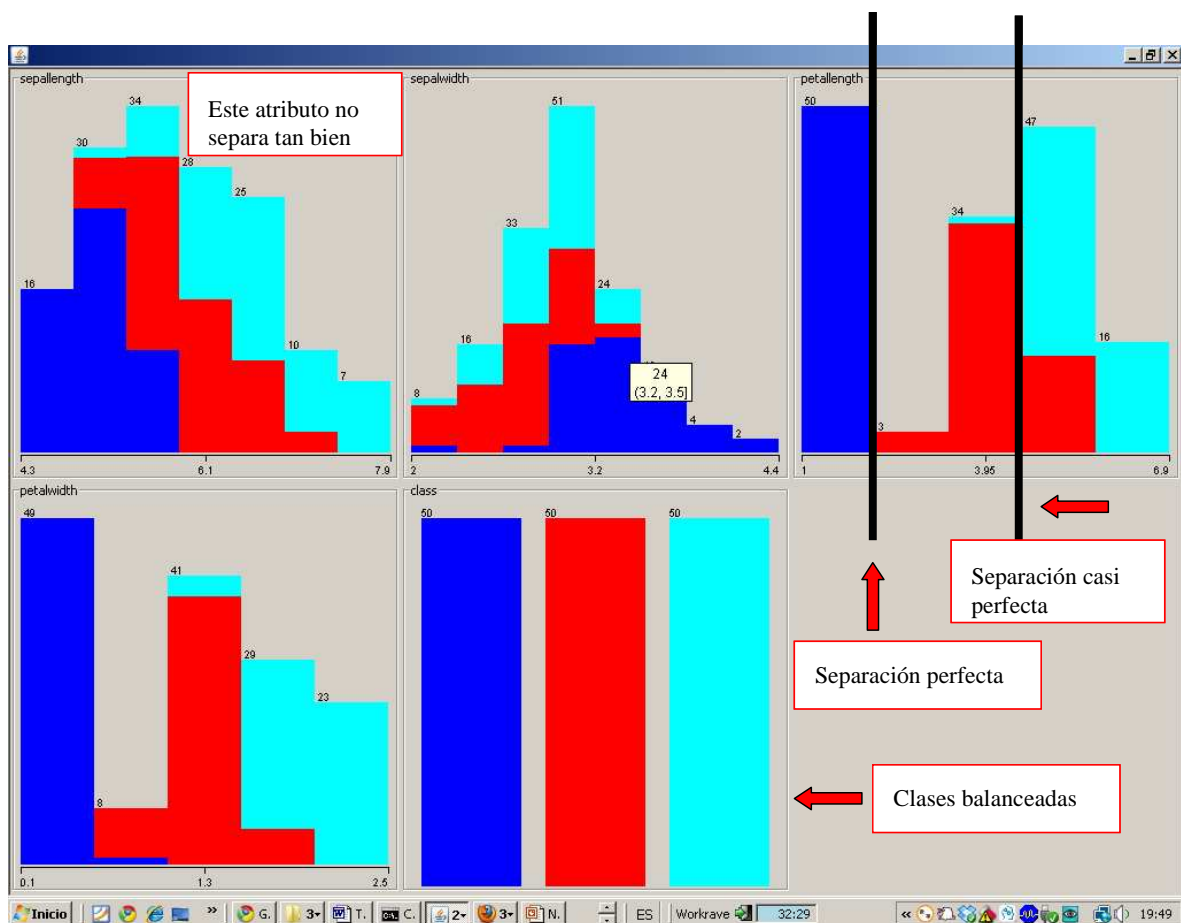 sepallength
Este atributo no
separa tan bien
16
30
34
28
25
10
7
4.3
6.1
7.9
sepalwidth
8
16
33
51
24
24
(3.2, 3.5]
4
2
2
3.2
4.4
petallength
50
3
34
47
16
1
3.95
6.9
petalwidth
49
8
41
29
23
0.1
1.3
2.5
class
50
50
50
Separación casi
perfecta
Separación perfecta
Clases balanceadas
Inicio
»
G.
3
T.
C.
2
3
N.
ES
Workrave
32:29
«
19:49